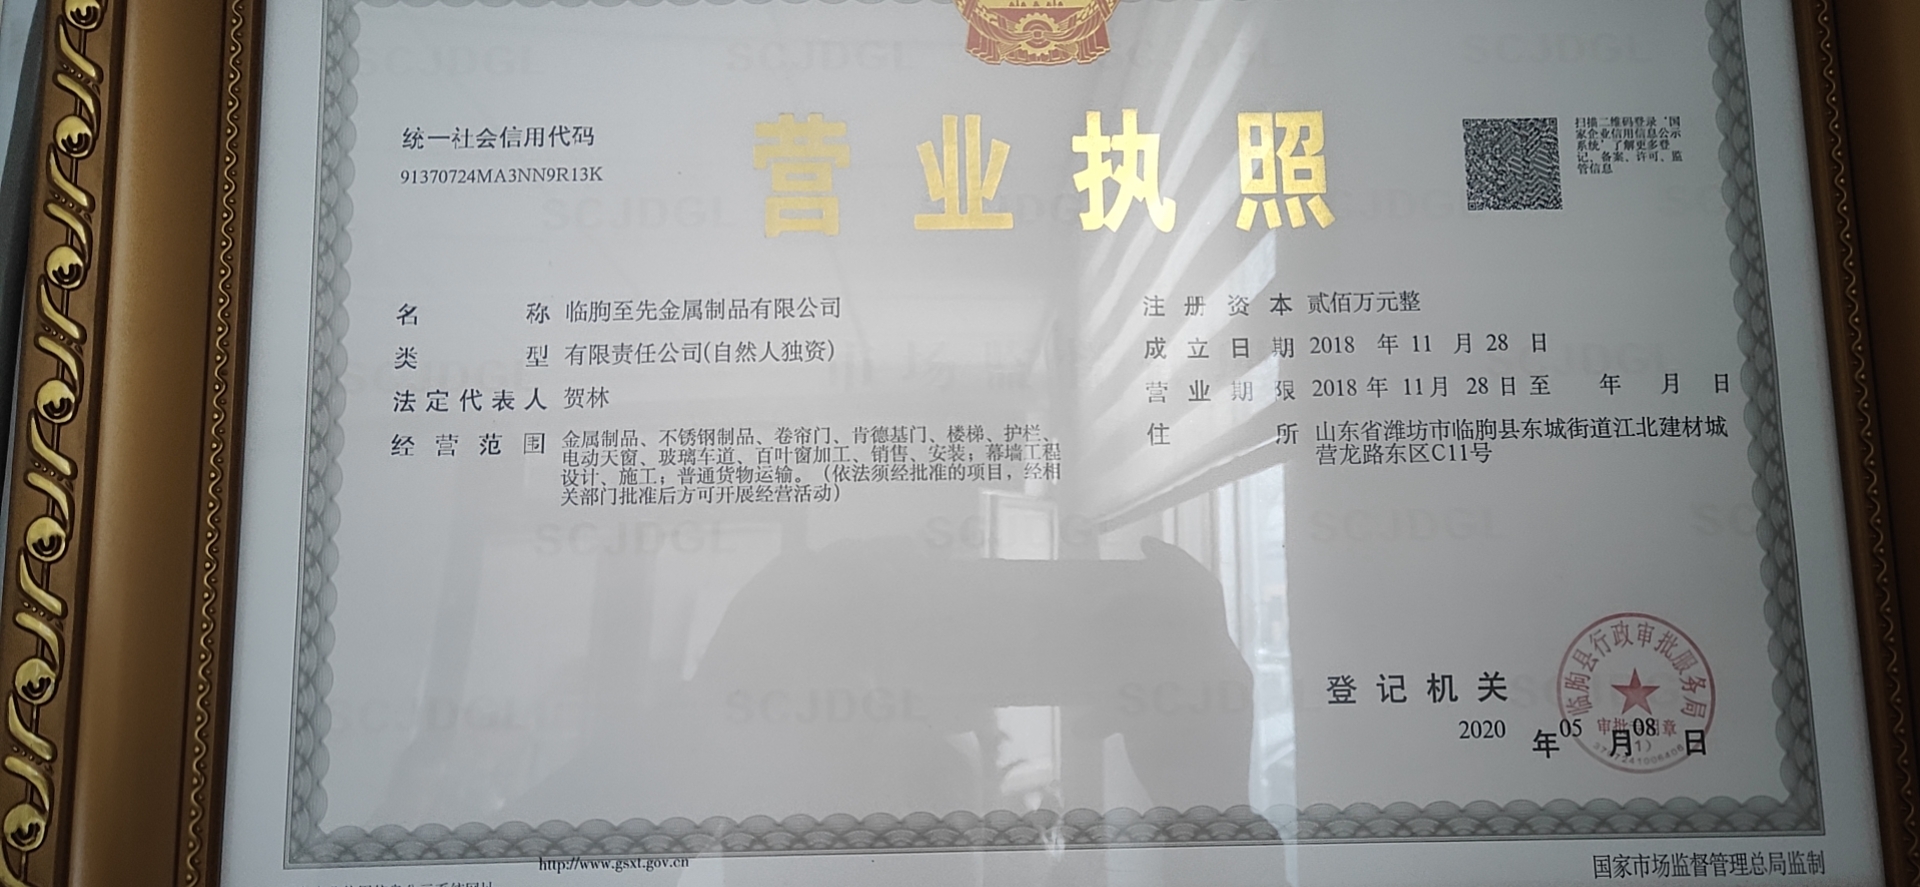 统一社会信用代码
91370724MA3NN9R13K
营业执照
扫描二维码登录‘国
家企业信用信息公示
系统’了解更多登
记、备案、许可、监
管信息
名称 临朐至先金属制品有限公司
类型 有限责任公司(自然人独资)
法定代表人 贺林
经营范围 金属制品、不锈钢制品、卷帘门、肯德基门、楼梯、护栏、
电动天窗、玻璃车道、百叶窗加工、销售、安装；幕墙工程
设计、施工；普通货物运输。（依法须经批准的项目，经相
关部门批准后方可开展经营活动）
注册资本 贰佰万元整
成立日期 2018 年 11 月 28 日
营业期限 2018 年 11 月 28 日 至 年 月 日
住所 山东省潍坊市临朐县东城街道江北建材城
营龙路东区C11号
登记机关
临朐县行政审批服务局
2020 年 05 月 08 日
http://www.gsxt.gov.cn
国家市场监督管理总局监制
SCJDGL